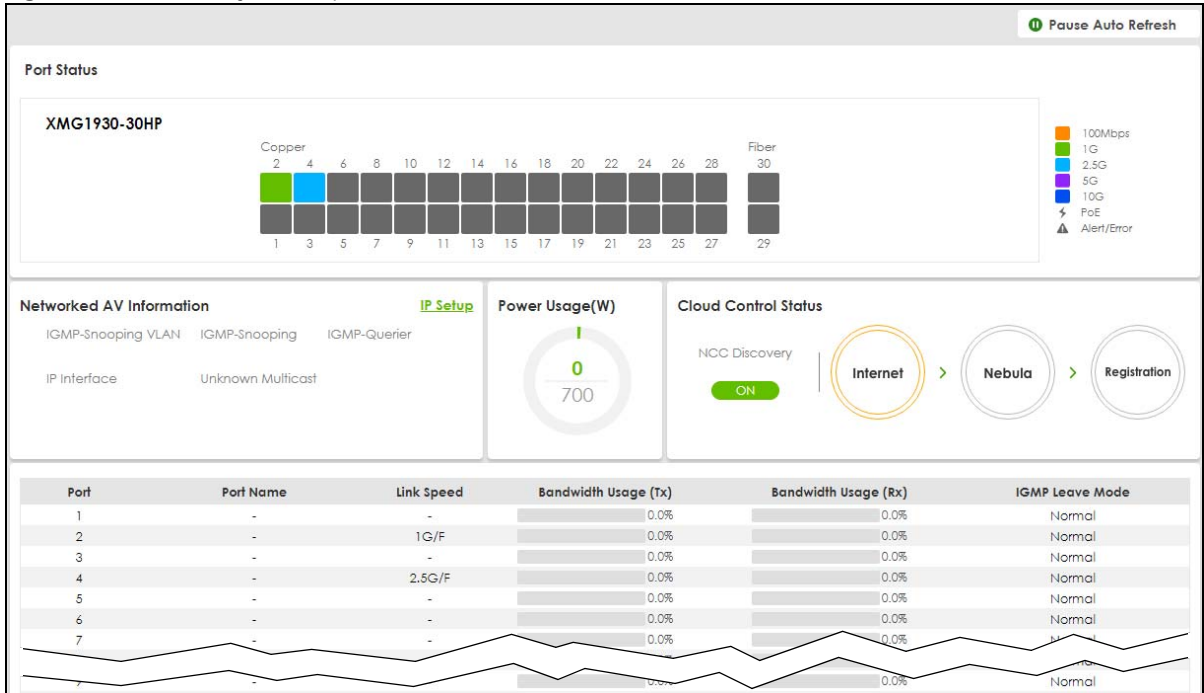 Pause Auto Refresh
Port Status
XMG1930-30HP
Copper
Fiber
2 4 6 8 10 12 14 16 18 20 22 24 26 28 30
1 3 5 7 9 11 13 15 17 19 21 23 25 27 29
100Mbps
1G
2.5G
5G
10G
PoE
Alert/Error
Networked AV Information
IP Setup
IGMP-Snooping VLAN IGMP-Snooping IGMP-Querier
IP Interface Unknown Multicast
Power Usage(W)
0
700
Cloud Control Status
NCC Discovery
ON
Internet > Nebula > Registration
Port Port Name Link Speed Bandwidth Usage (Tx) Bandwidth Usage (Rx) IGMP Leave Mode
1 - - 0.0% 0.0% Normal
2 - 1G/F 0.0% 0.0% Normal
3 - - 0.0% 0.0% Normal
4 - 2.5G/F 0.0% 0.0% Normal
5 - - 0.0% 0.0% Normal
6 - - 0.0% 0.0% Normal
7 - - 0.0% 0.0%
0.0% Normal